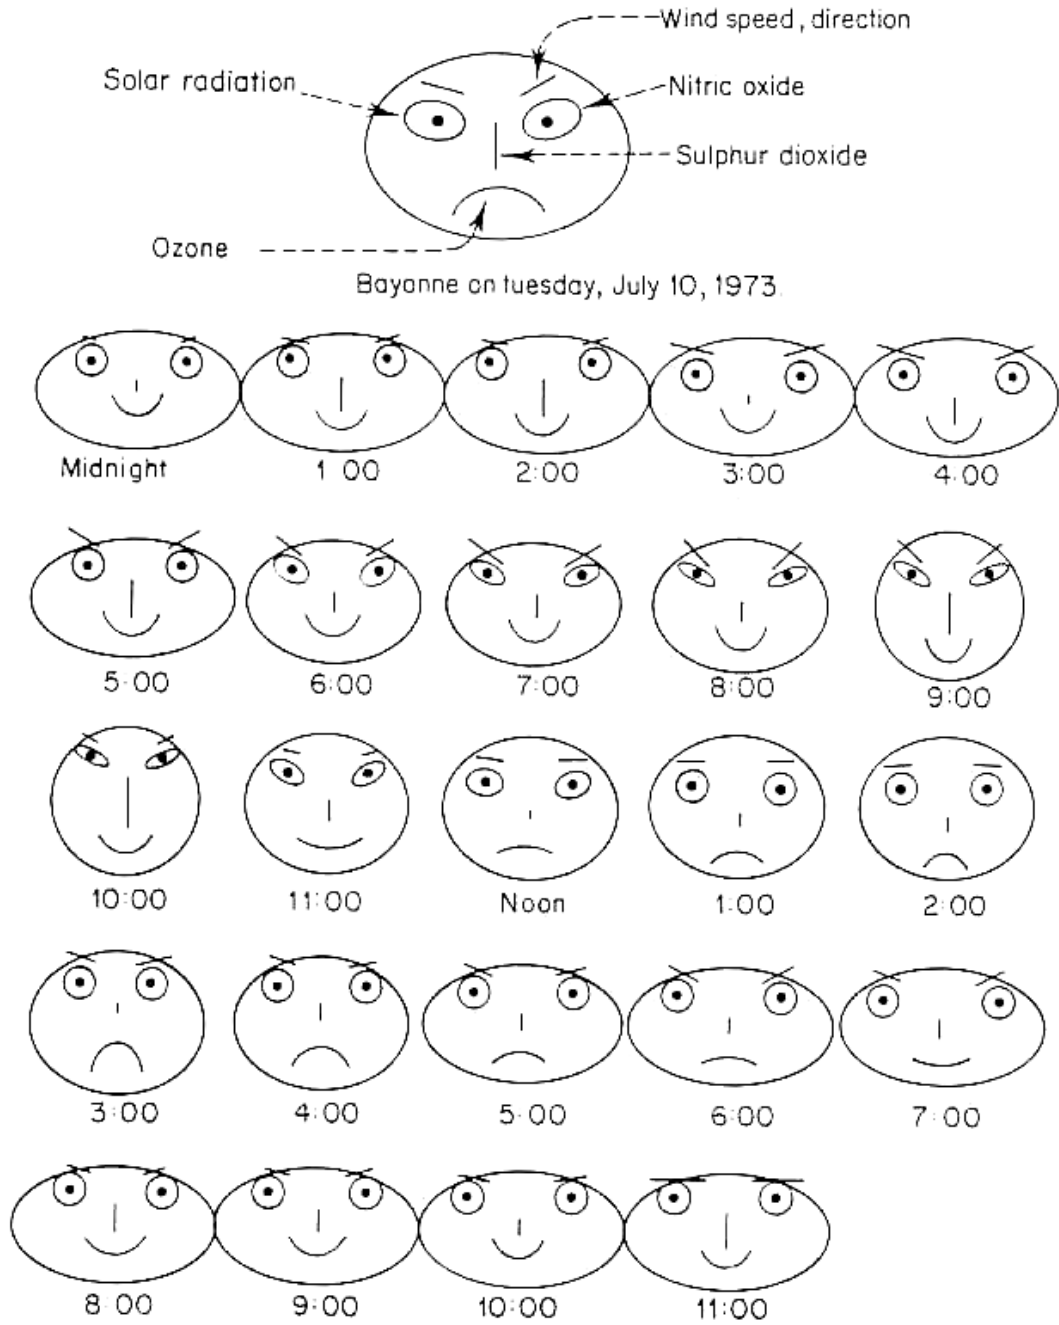 Wind speed, direction
Solar radiation
Nitric oxide
Sulphur dioxide
Ozone
Bayonne on tuesday, July 10, 1973.
Midnight
1 00
2:00
3:00
4:00
5:00
6:00
7:00
8:00
9:00
10:00
11:00
Noon
1:00
2:00
3:00
4:00
5:00
6:00
7:00
8:00
9:00
10:00
11:00